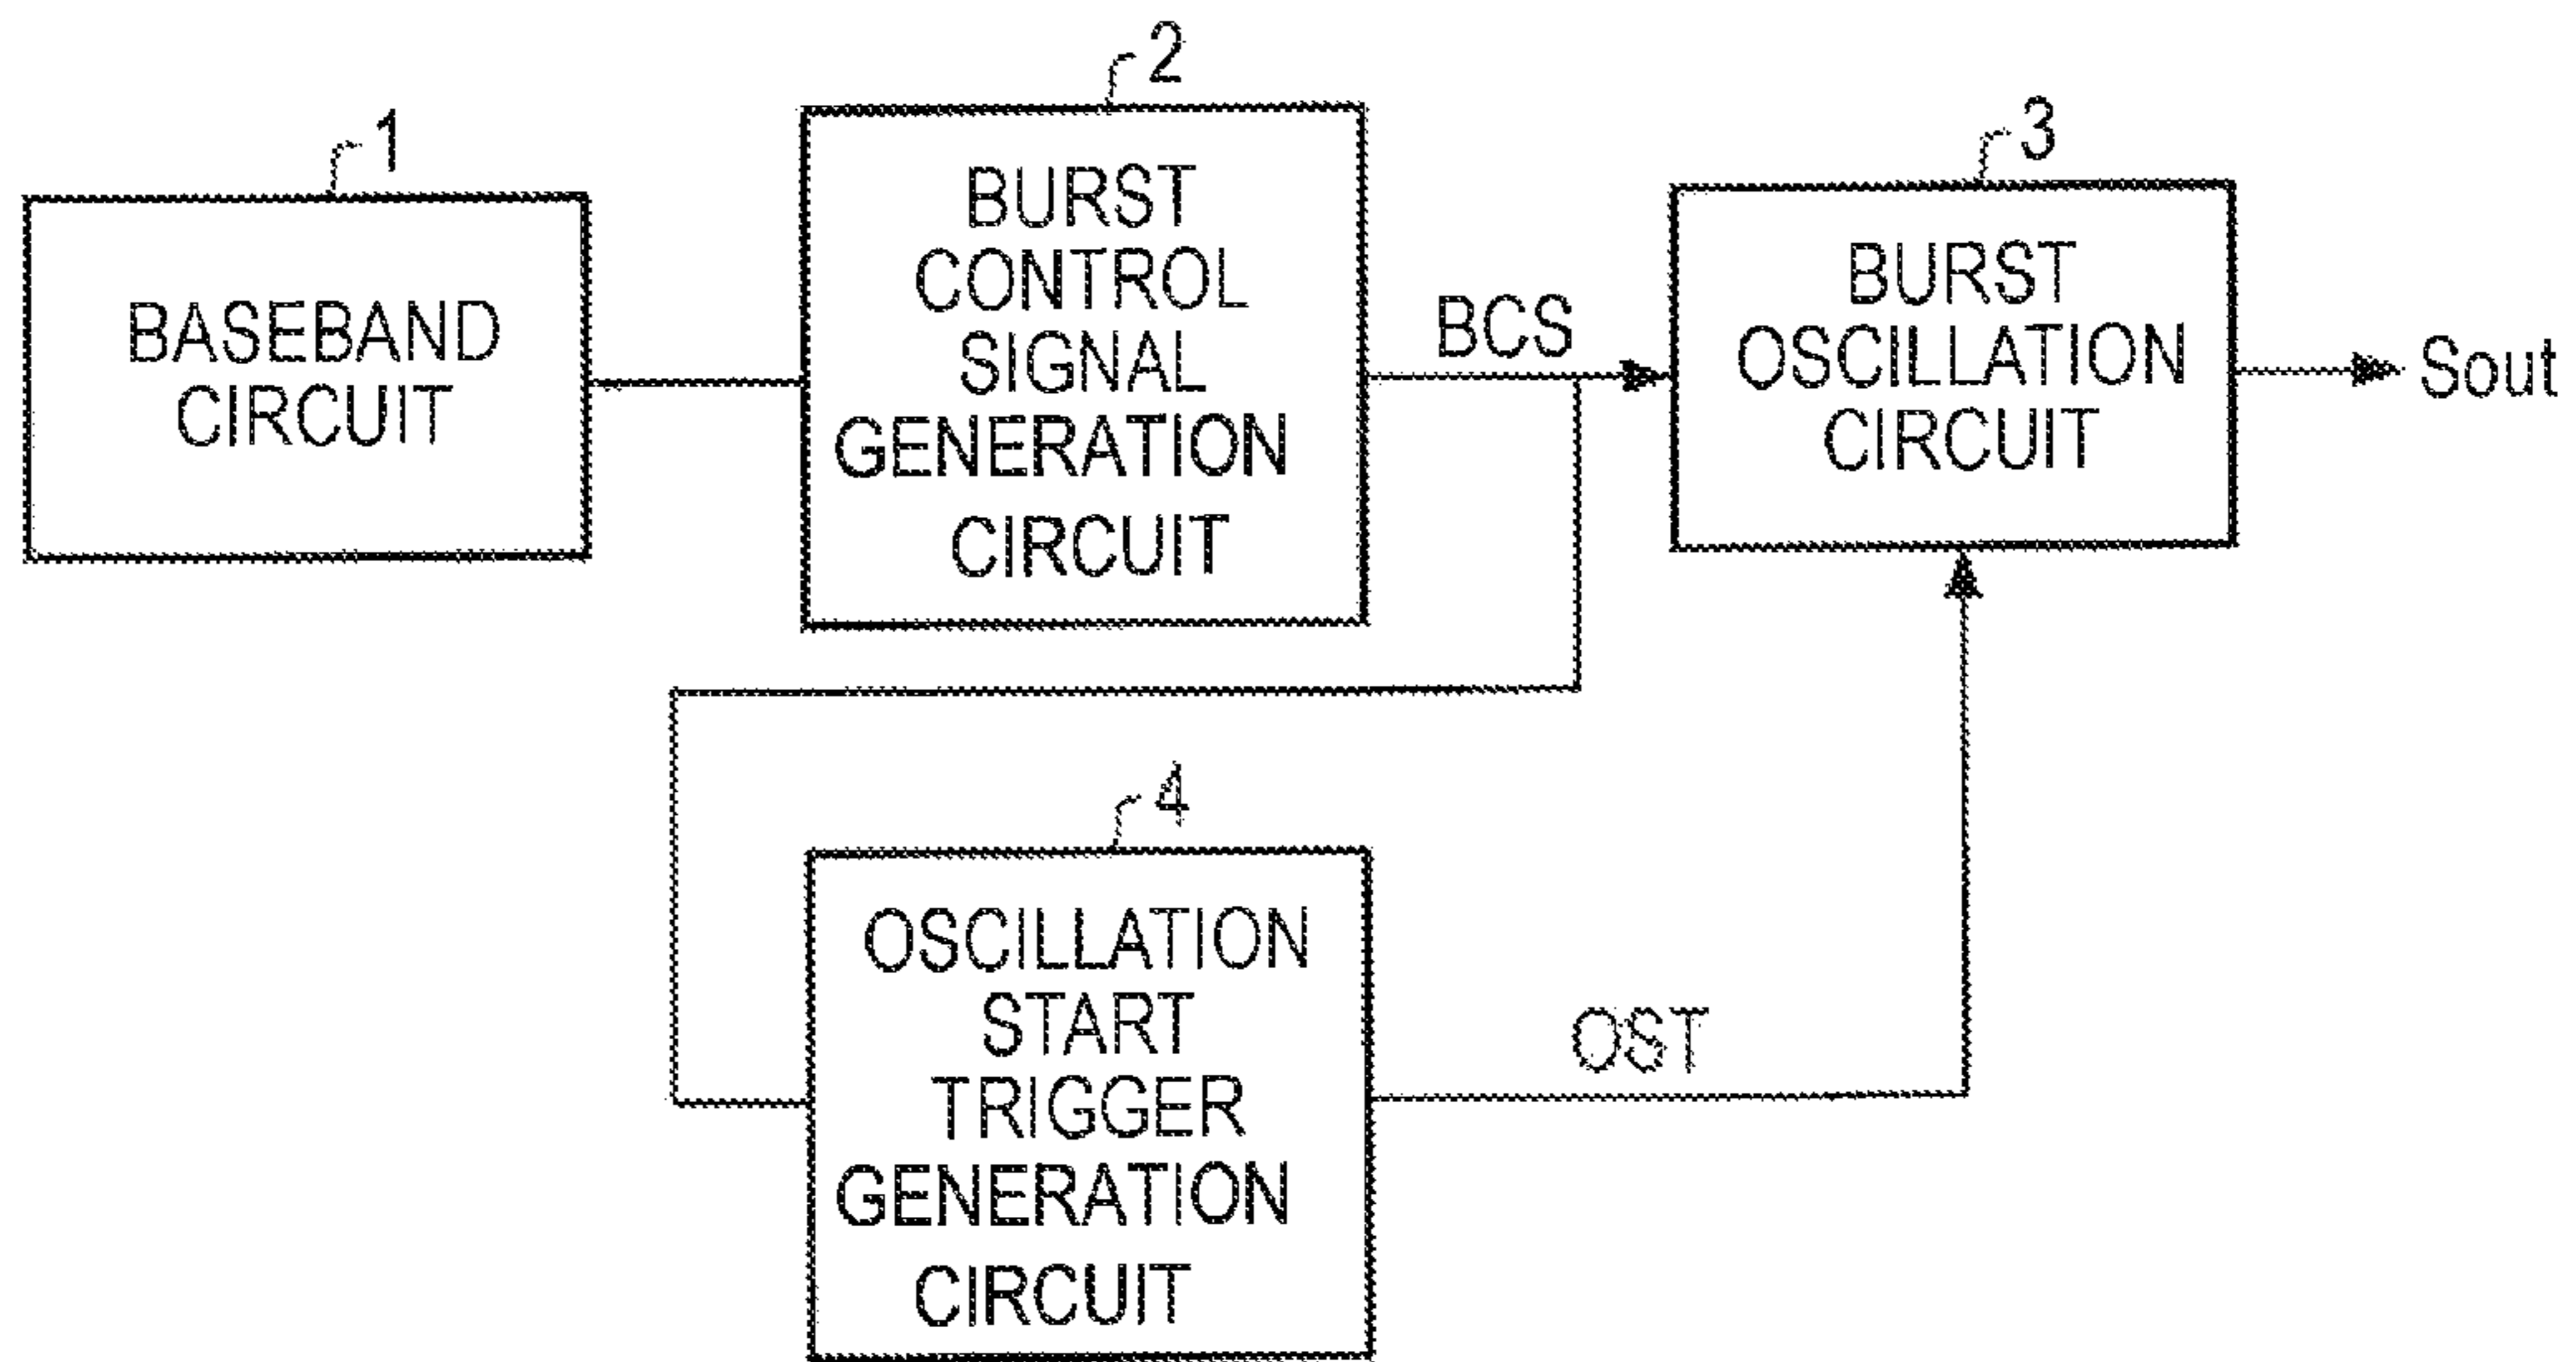 1
BASEBAND
CIRCUIT
2
BURST
CONTROL
SIGNAL
GENERATION
CIRCUIT
BCS
3
BURST
OSCILLATION
CIRCUIT
Sout
4
OSCILLATION
START
TRIGGER
GENERATION
CIRCUIT
OST